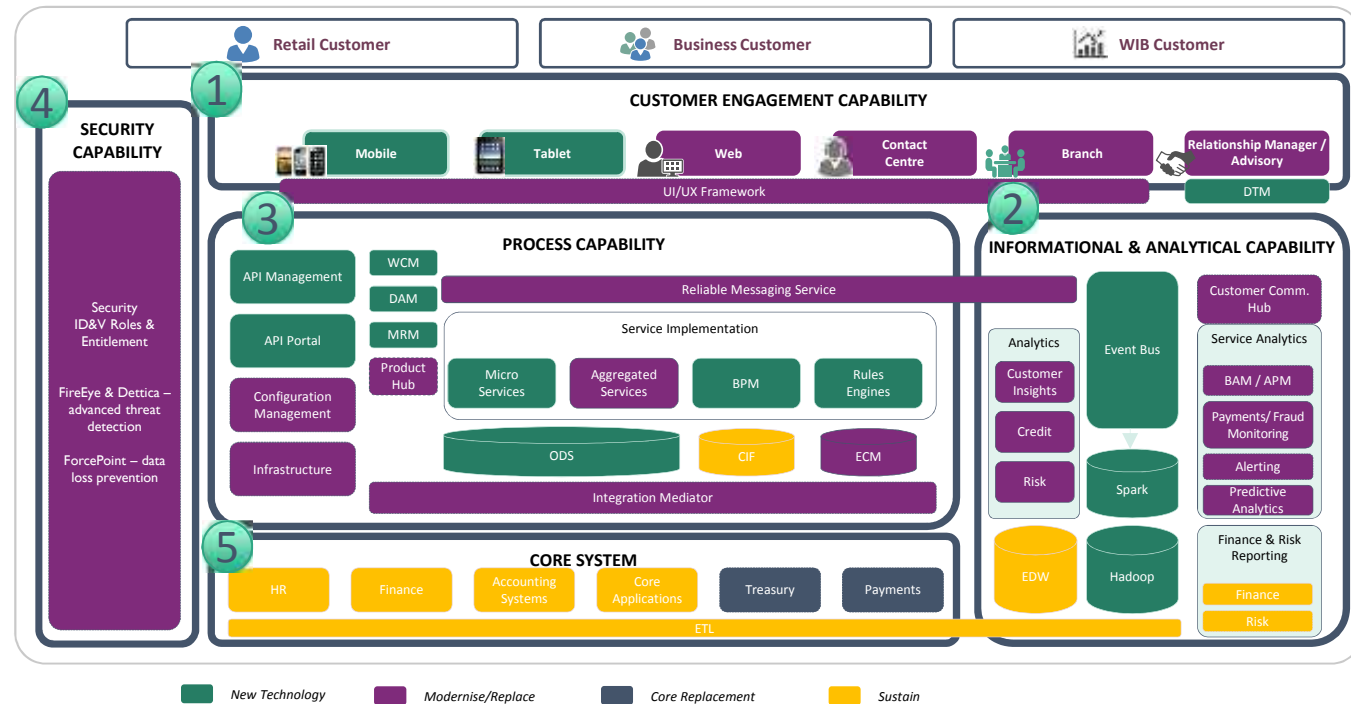 Retail Customer
Business Customer
WIB Customer
1
CUSTOMER ENGAGEMENT CAPABILITY
Mobile
Tablet
Web
Contact
Centre
Branch
Relationship Manager /
Advisory
UI/UX Framework
DTM
4
SECURITY
CAPABILITY
Security
ID&V Roles &
Entitlement
FireEye & Dettica –
advanced threat
detection
ForcePoint – data
loss prevention
3
PROCESS CAPABILITY
API Management
API Portal
Configuration
Management
Infrastructure
WCM
DAM
MRM
Product
Hub
Reliable Messaging Service
Service Implementation
Micro
Services
Aggregated
Services
BPM
Rules
Engines
ODS
CIF
ECM
Integration Mediator
2
INFORMATIONAL & ANALYTICAL CAPABILITY
Analytics
Customer
Insights
Credit
Risk
Event Bus
Spark
EDW
Hadoop
Customer Comm.
Hub
Service Analytics
BAM / APM
Payments/ Fraud
Monitoring
Alerting
Predictive
Analytics
Finance & Risk
Reporting
Finance
Risk
5
CORE SYSTEM
HR
Finance
Accounting
Systems
Core
Applications
Treasury
Payments
ETL
New Technology
Modernise/Replace
Core Replacement
Sustain